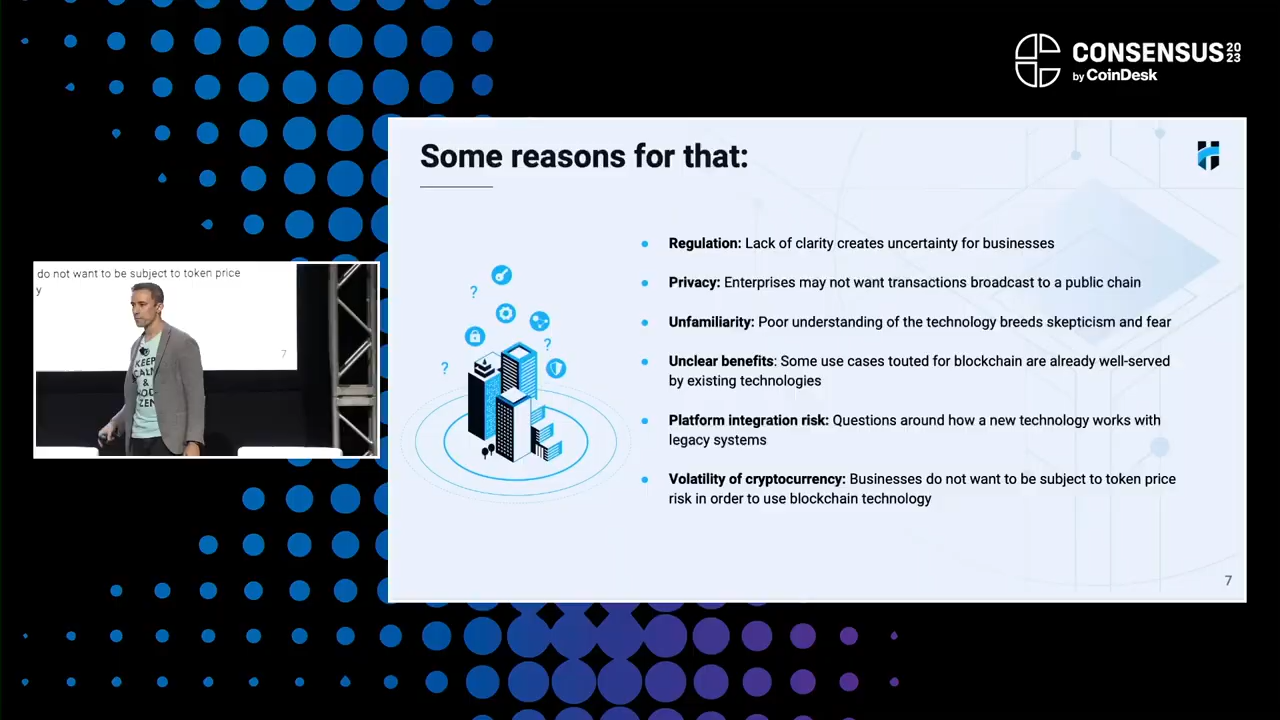 CONSENSUS 20 23
by CoinDesk
Some reasons for that:
Regulation: Lack of clarity creates uncertainty for businesses
Privacy: Enterprises may not want transactions broadcast to a public chain
Unfamiliarity: Poor understanding of the technology breeds skepticism and fear
Unclear benefits: Some use cases touted for blockchain are already well-served
by existing technologies
Platform integration risk: Questions around how a new technology works with
legacy systems
Volatility of cryptocurrency: Businesses do not want to be subject to token price
risk in order to use blockchain technology
7
do not want to be subject to token price
y
7
KEEP
CALM
&
ZEN